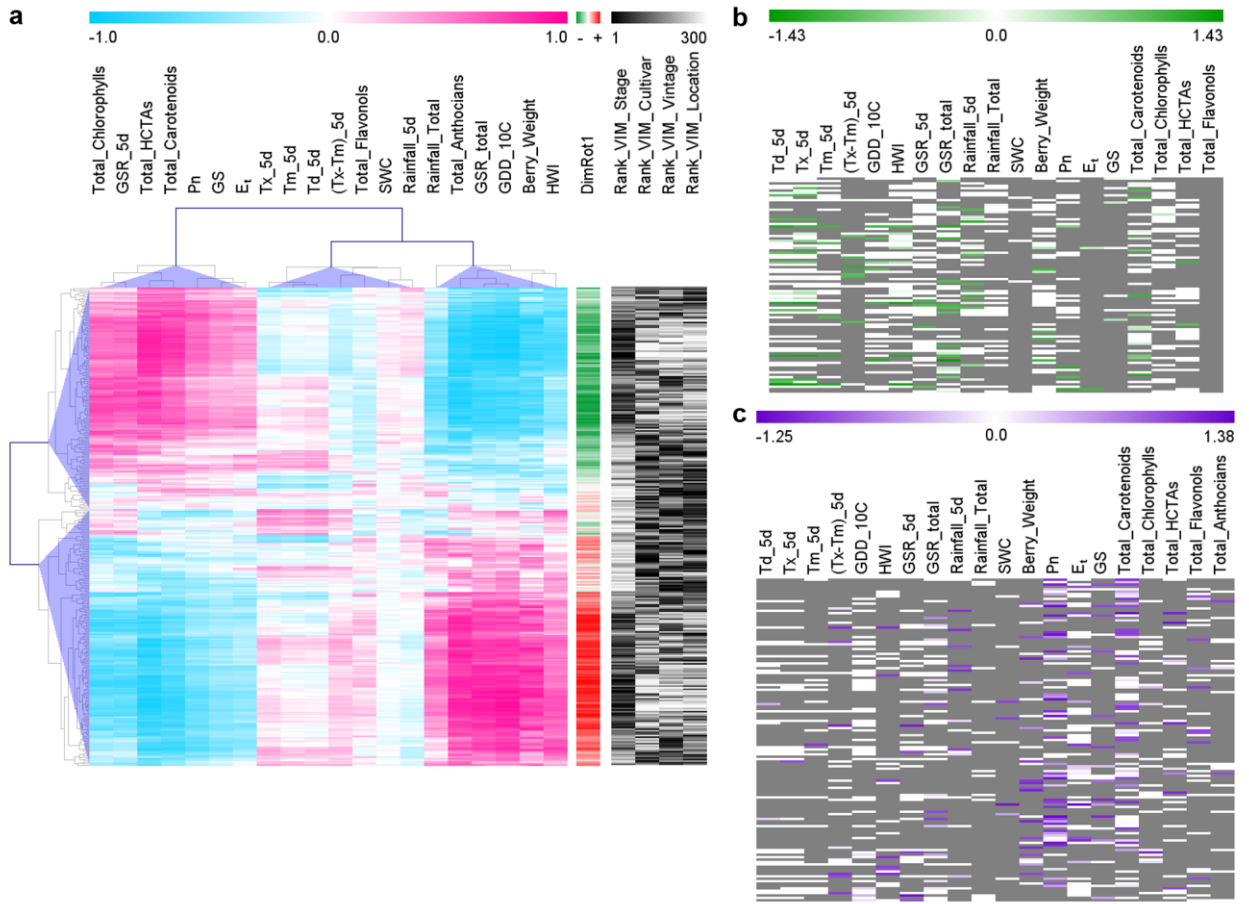 a
-1.0 0.0 1.0
- +
1 300
Total_Chlorophylls
GSR_5d
Total_HCTAs
Total_Carotenoids
Pn
GS
Et
Tx_5d
Tm_5d
Td_5d
(Tx-Tm)_5d
Total_Flavonols
SWC
Rainfall_5d
Rainfall_Total
Total_Anthocians
GSR_total
GDD_10C
Berry_Weight
HWI
DimRot1
Rank_VIM_Stage
Rank_VIM_Cultivar
Rank_VIM_Vintage
Rank_VIM_Location
b
-1.43 0.0 1.43
Td_5d
Tx_5d
Tm_5d
(Tx-Tm)_5d
GDD_10C
HWI
GSR_5d
GSR_total
Rainfall_5d
Rainfall_Total
SWC
Berry_Weight
Pn
Et
GS
Total_Carotenoids
Total_Chlorophylls
Total_HCTAs
Total_Flavonols
c
-1.25 0.0 1.38
Td_5d
Tx_5d
Tm_5d
(Tx-Tm)_5d
GDD_10C
HWI
GSR_5d
GSR_total
Rainfall_5d
Rainfall_Total
SWC
Berry_Weight
Pn
Et
GS
Total_Carotenoids
Total_Chlorophylls
Total_HCTAs
Total_Flavonols
Total_Anthocians